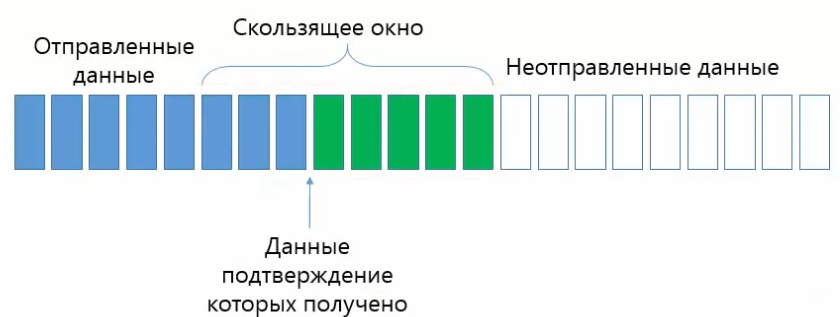 Скользящее окно
Отправленные
данные
Неотправленные данные
Данные
подтверждение
которых получено